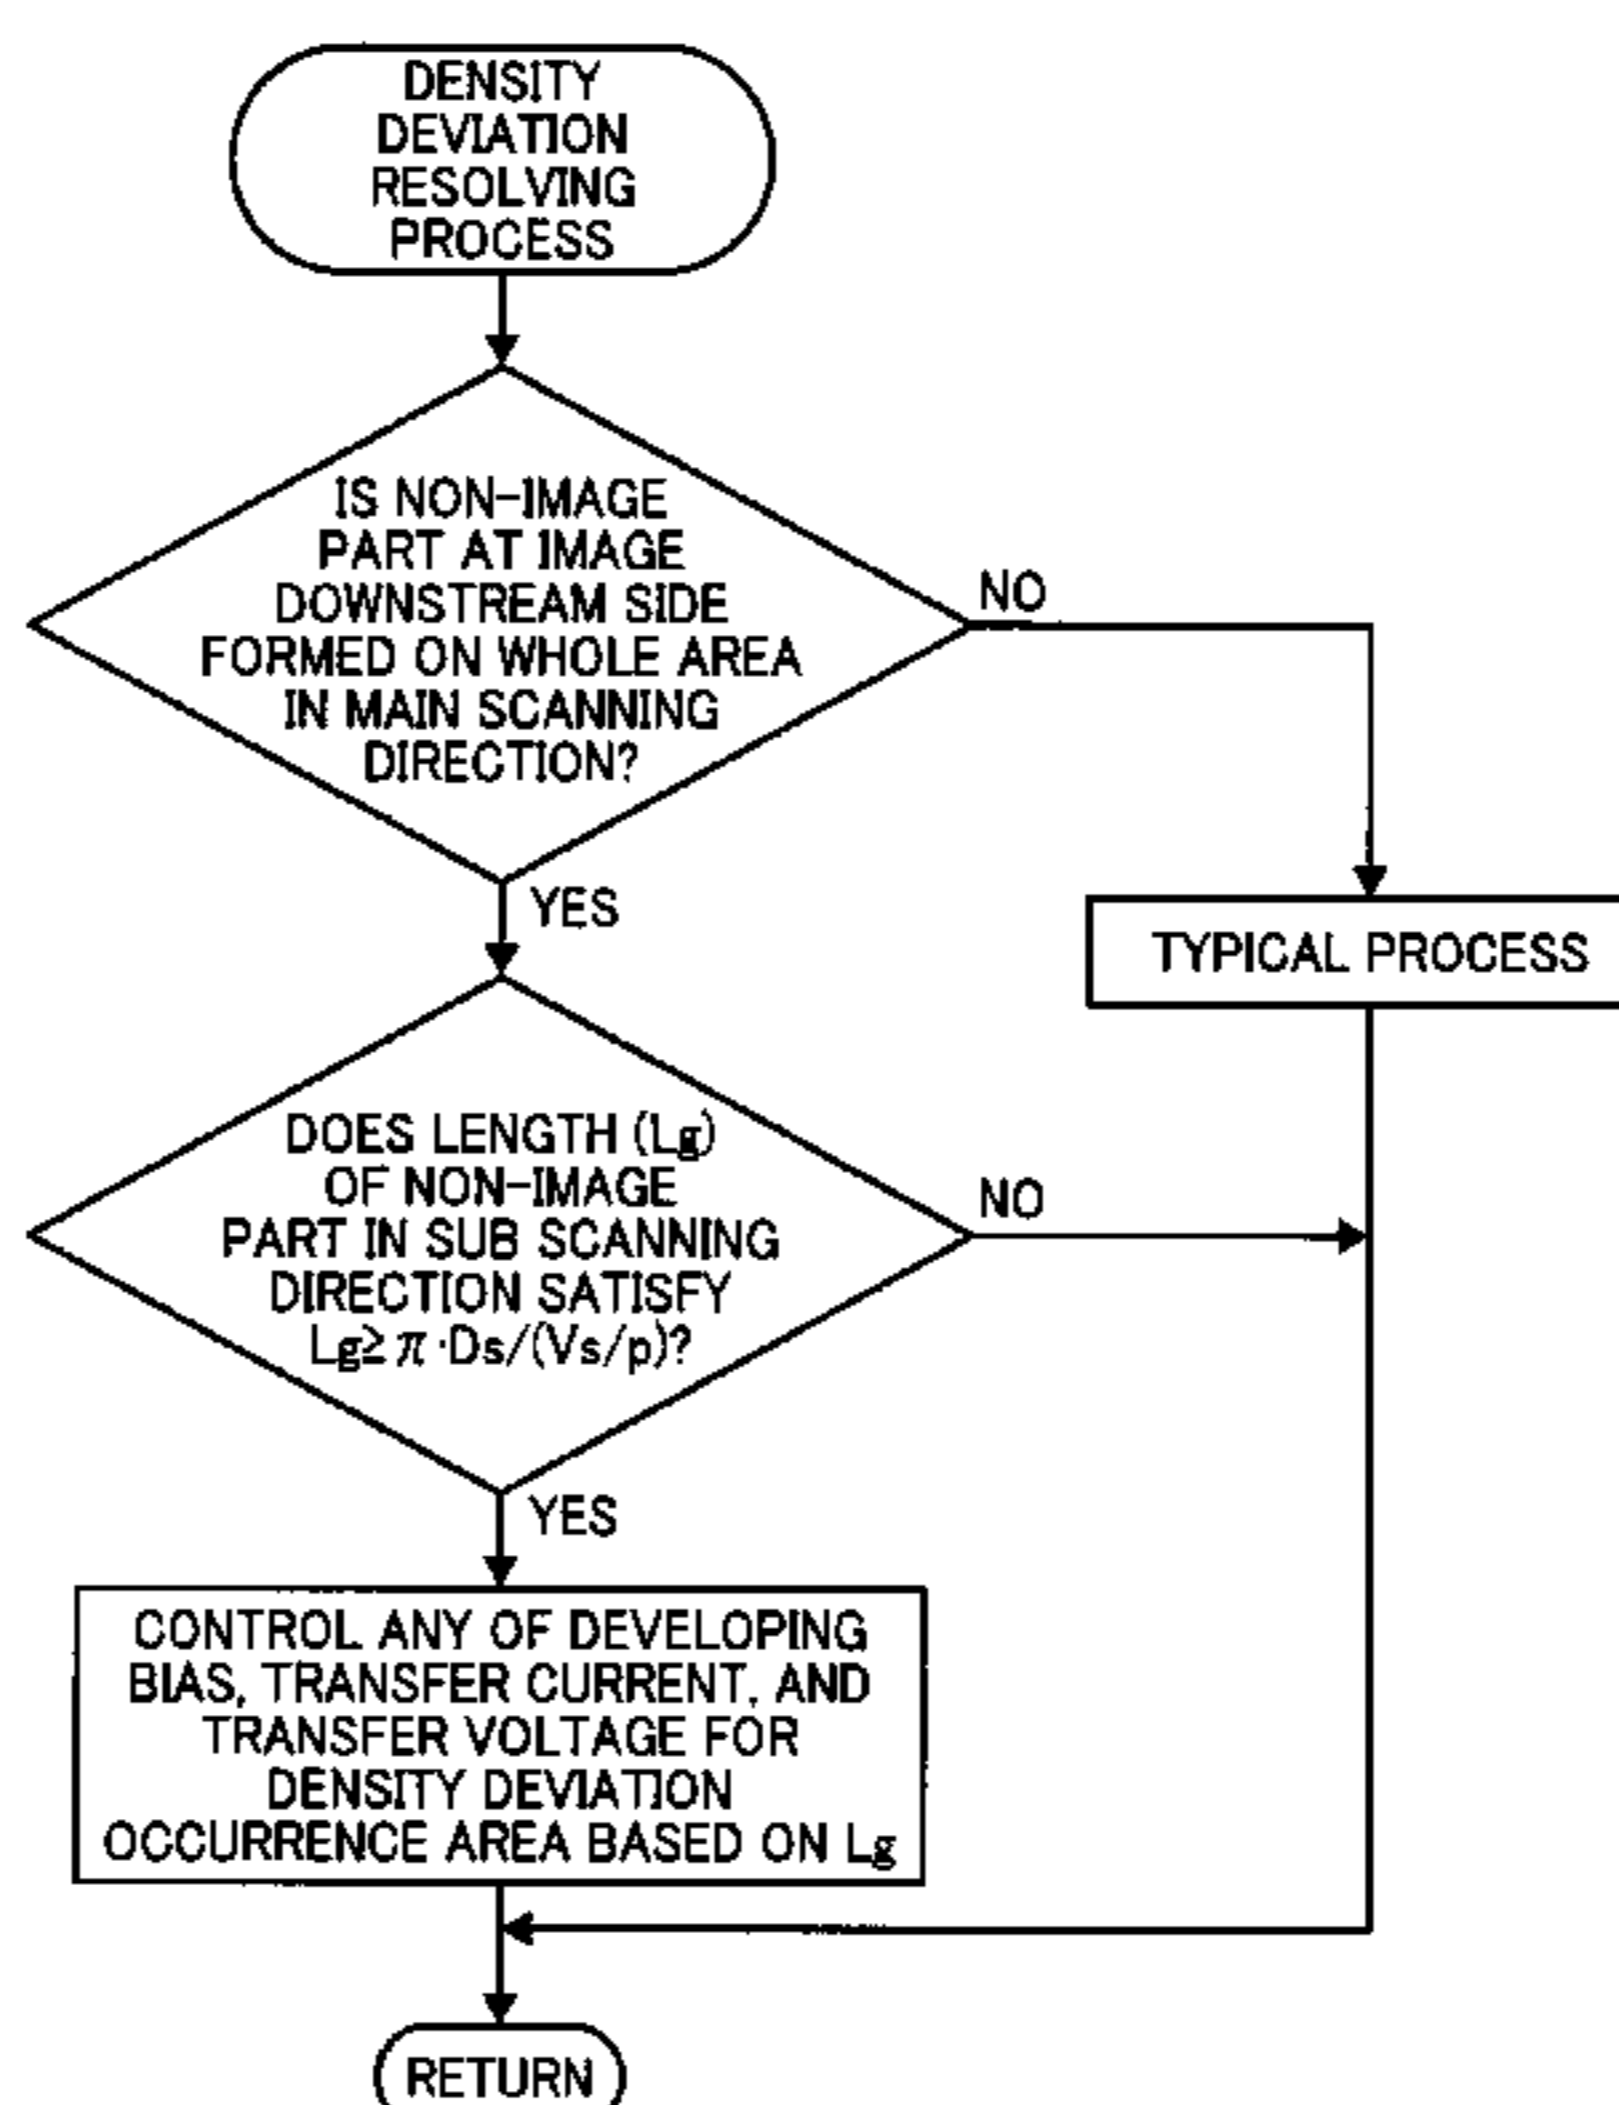 DENSITY
DEVIATION
RESOLVING
PROCESS
IS NON-IMAGE
PART AT IMAGE
DOWNSTREAM SIDE
FORMED ON WHOLE AREA
IN MAIN SCANNING
DIRECTION?
NO
YES
TYPICAL PROCESS
DOES LENGTH (Lg)
OF NON-IMAGE
PART IN SUB SCANNING
DIRECTION SATISFY
Lg≧π·Ds/(Vs/p)?
NO
YES
CONTROL ANY OF DEVELOPING
BIAS, TRANSFER CURRENT, AND
TRANSFER VOLTAGE FOR
DENSITY DEVIATION
OCCURRENCE AREA BASED ON Lg
RETURN